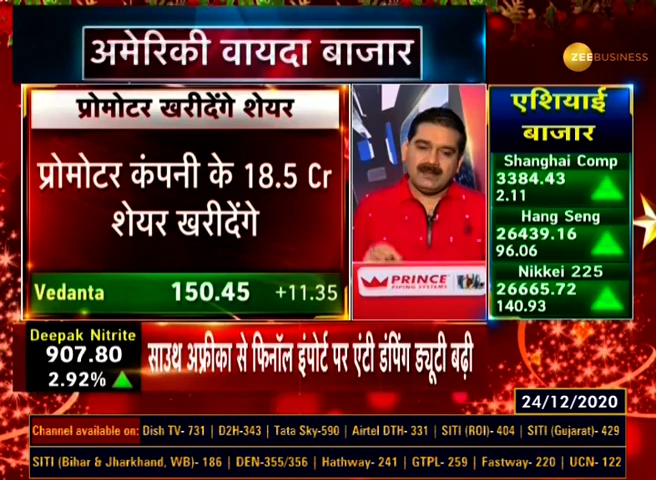 अमेरिकी वायदा बाजार
ZEEBUSINESS
प्रोमोटर खरीदेंगे शेयर
प्रोमोटर कंपनी के 18.5 Cr
शेयर खरीदेंगे
Vedanta 150.45 +11.35
PRINCE
PIPING SYSTEMS
एशियाई
बाजार
Shanghai Comp
3384.43
2.11
Hang Seng
26439.16
96.06
Nikkei 225
26665.72
140.93
Deepak Nitrite
907.80
2.92%
साउथ अफ्रीका से फिनॉल इंपोर्ट पर एंटी डंपिंग ड्यूटी बढ़ी
24/12/2020
Channel available on: Dish TV- 731 | D2H-343 | Tata Sky-590 | Airtel DTH- 331 | SITI (ROI)- 404 | SITI (Gujarat)- 429
SITI (Bihar & Jharkhand, WB)- 186 | DEN-355/356 | Hathway- 241 | GTPL- 259 | Fastway- 220 | UCN- 122